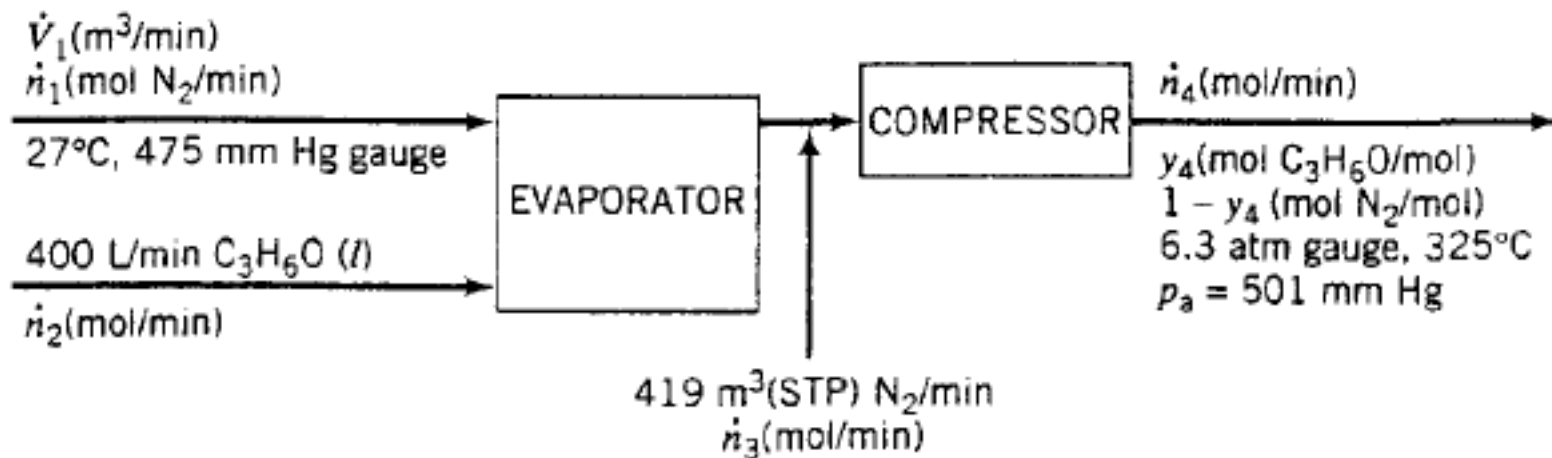 V̇₁(m³/min)
ṅ₁(mol N₂/min)
27°C, 475 mm Hg gauge
400 L/min C₃H₆O (l)
ṅ₂(mol/min)
EVAPORATOR
COMPRESSOR
419 m³(STP) N₂/min
ṅ₃(mol/min)
ṅ₄(mol/min)
y₄(mol C₃H₆O/mol)
1 − y₄ (mol N₂/mol)
6.3 atm gauge, 325°C
pₐ = 501 mm Hg